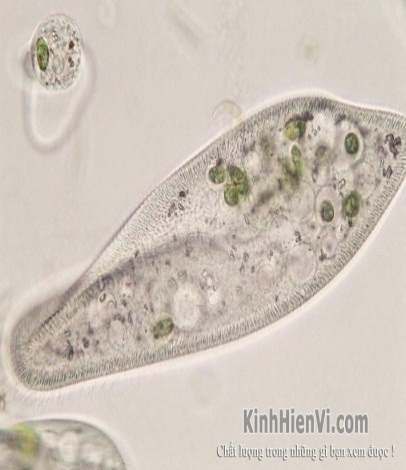 KinhHienVi.com
Chất lượng trong những gì bạn xem được !